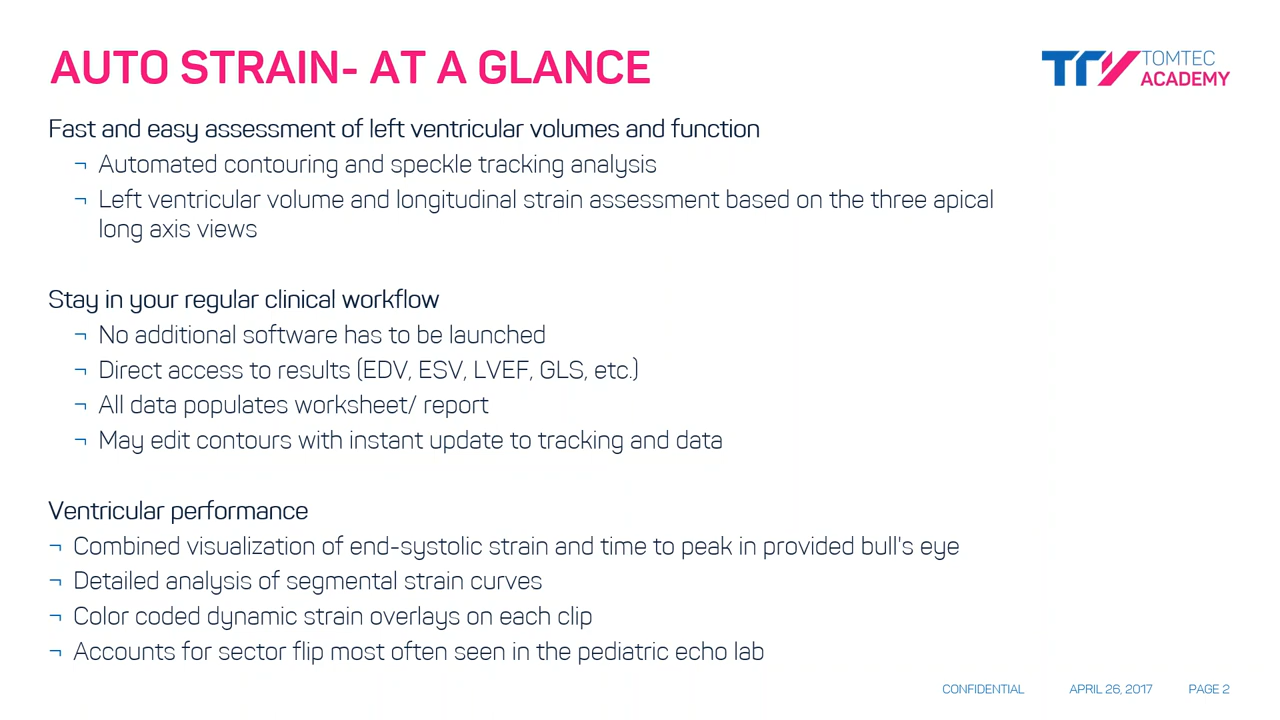 AUTO STRAIN- AT A GLANCE
TOMTEC
ACADEMY
Fast and easy assessment of left ventricular volumes and function
¬ Automated contouring and speckle tracking analysis
¬ Left ventricular volume and longitudinal strain assessment based on the three apical
long axis views
Stay in your regular clinical workflow
¬ No additional software has to be launched
¬ Direct access to results (EDV, ESV, LVEF, GLS, etc.)
¬ All data populates worksheet/ report
¬ May edit contours with instant update to tracking and data
Ventricular performance
¬ Combined visualization of end-systolic strain and time to peak in provided bull's eye
¬ Detailed analysis of segmental strain curves
¬ Color coded dynamic strain overlays on each clip
¬ Accounts for sector flip most often seen in the pediatric echo lab
CONFIDENTIAL APRIL 26, 2017 PAGE 2